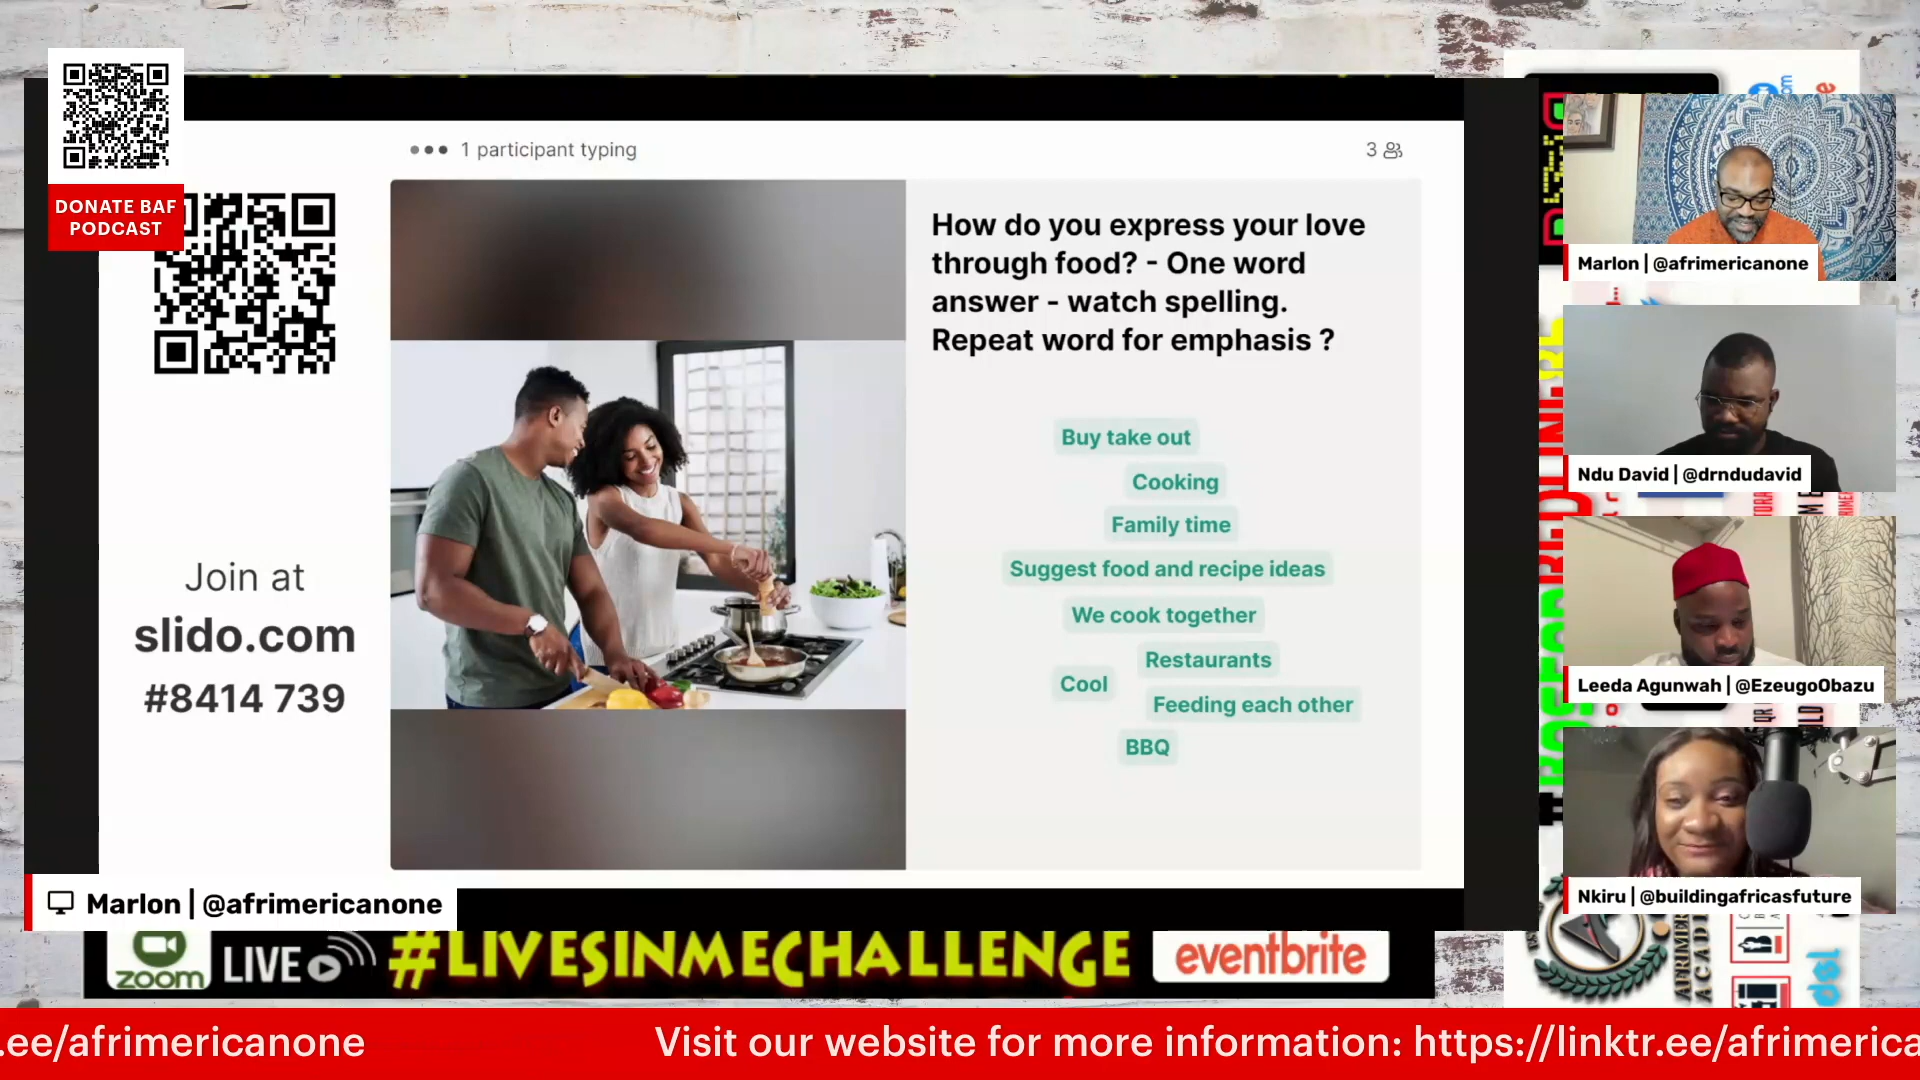 DONATE BAF
PODCAST
1 participant typing
3
Join at
slido.com
#8414 739
How do you express your love
through food? - One word
answer - watch spelling.
Repeat word for emphasis ?
Buy take out
Cooking
Family time
Suggest food and recipe ideas
We cook together
Restaurants
Cool
Feeding each other
BBQ
Marlon | @afrimericanone
Ndu David | @drndudavid
Leeda Agunwah | @EzeugoObazu
Nkiru | @buildingafricasfuture
Marlon | @afrimericanone
zoom
LIVE
#LIVESINMECHALLENGE
eventbrite
.ee/afrimericanone
Visit our website for more information: https://linktr.ee/afrimerica